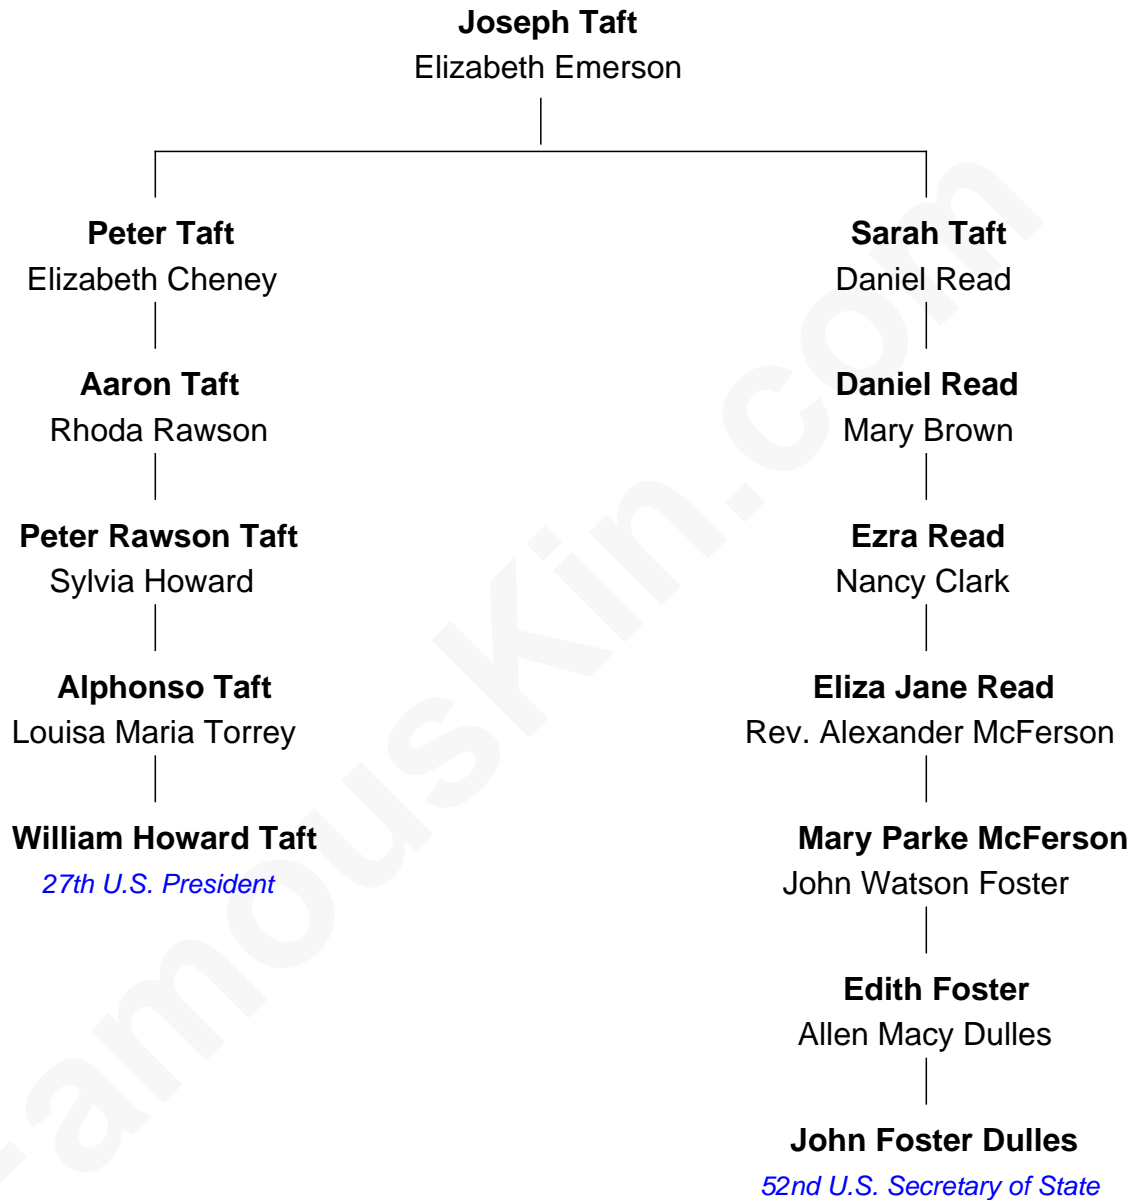 Joseph Taft
Elizabeth Emerson
Peter Taft
Elizabeth Cheney
Aaron Taft
Rhoda Rawson
Peter Rawson Taft
Sylvia Howard
Alphonso Taft
Louisa Maria Torrey
William Howard Taft
27th U.S. President
Sarah Taft
Daniel Read
Daniel Read
Mary Brown
Ezra Read
Nancy Clark
Eliza Jane Read
Rev. Alexander McFerson
Mary Parke McFerson
John Watson Foster
Edith Foster
Allen Macy Dulles
John Foster Dulles
52nd U.S. Secretary of State
FamousKin.com